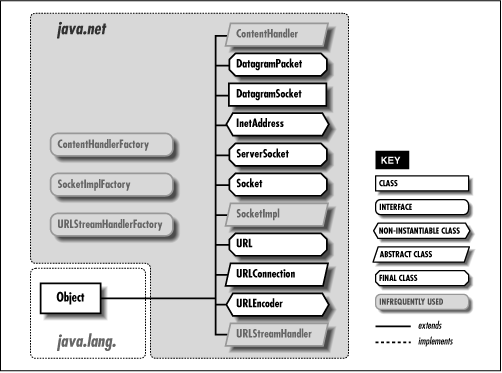 java.net
ContentHandler
DatagramPacket
DatagramSocket
InetAddress
ContentHandlerFactory
ServerSocket
SocketImplFactory
Socket
SocketImpl
URLStreamHandlerFactory
URL
URLConnection
Object
URLEncoder
java.lang.
URLStreamHandler
KEY
CLASS
INTERFACE
NON-INSTANTIABLE CLASS
ABSTRACT CLASS
FINAL CLASS
INFREQUENTLY USED
extends
implements